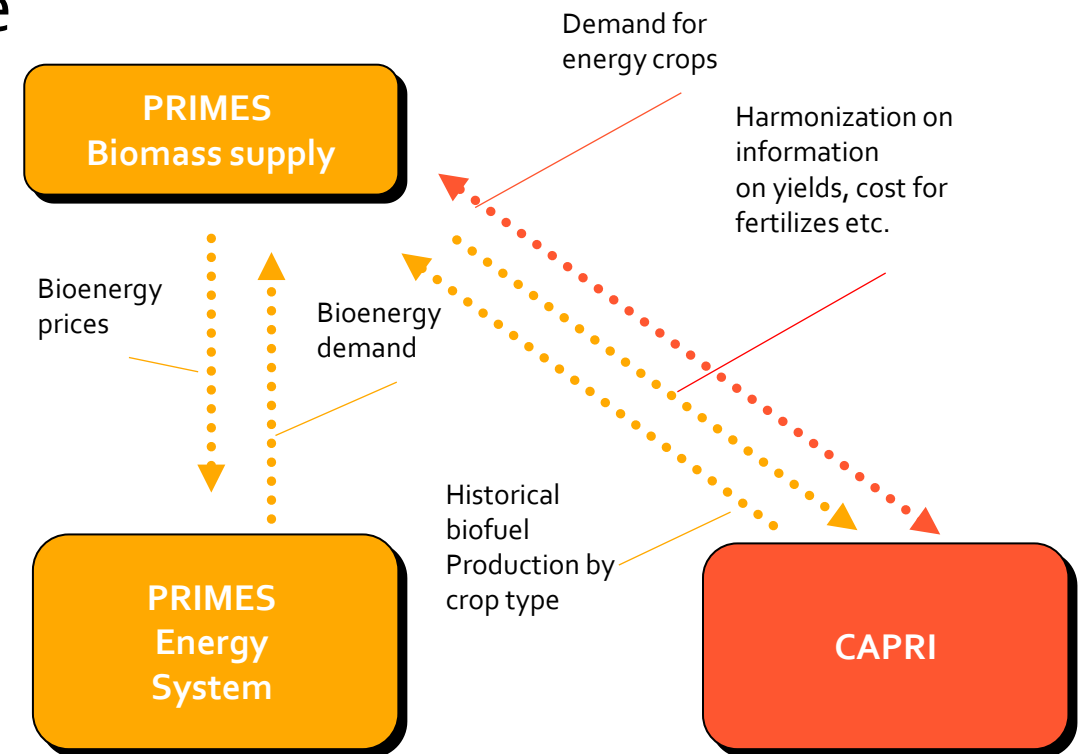 e
Demand for
energy crops
PRIMES
Biomass supply
Harmonization on
information
on yields, cost for
fertilizes etc.
Bioenergy
prices
Bioenergy
demand
Historical
biofuel
Production by
crop type
PRIMES
Energy
System
CAPRI